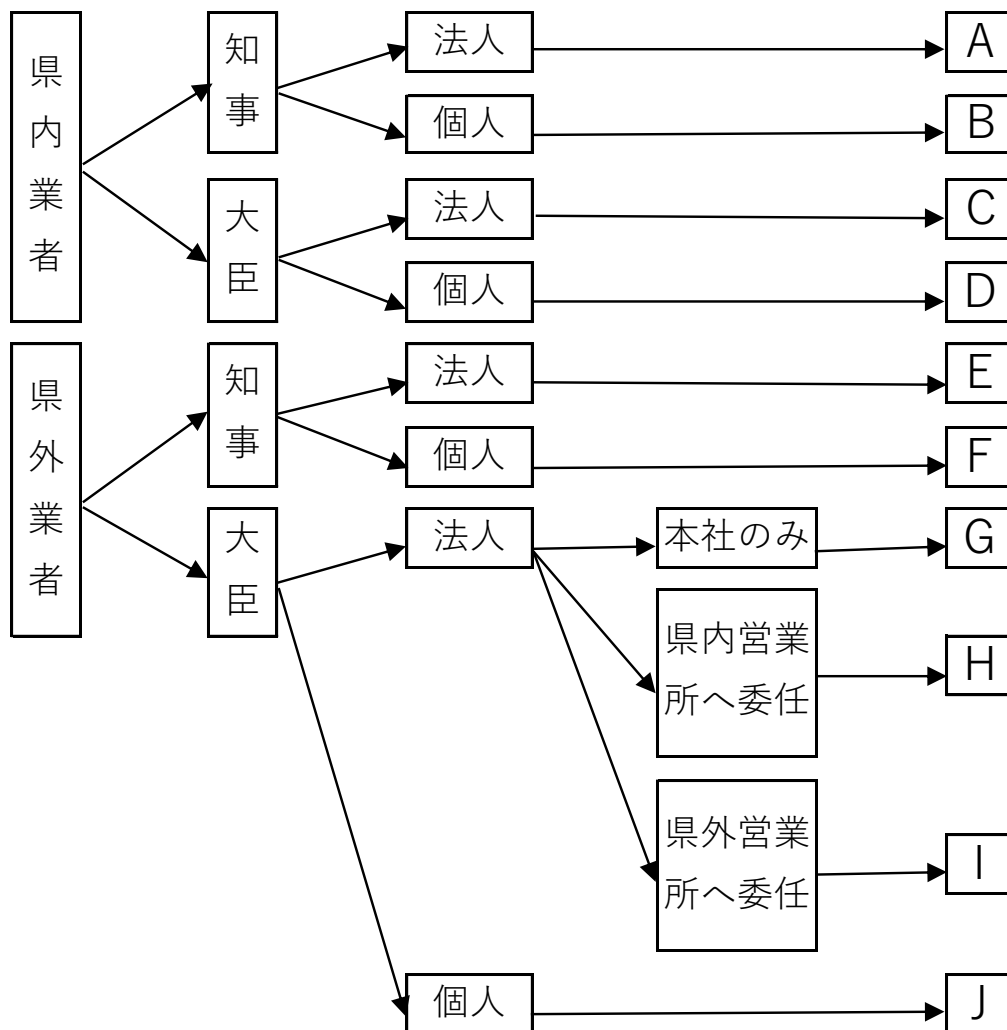 県内業者
知事
法人
A
個人
B
大臣
法人
C
個人
D
県外業者
知事
法人
E
個人
F
大臣
法人
本社のみ
G
県内営業
所へ委任
H
県外営業
所へ委任
I
個人
J